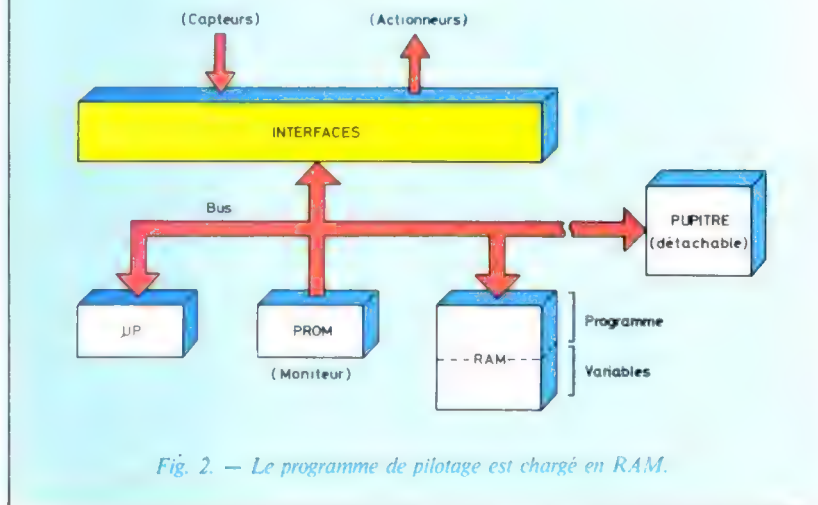 (Capteurs) (Actionneurs)
INTERFACES
Bus
PUPITRE
(détachable)
µP
PROM
(Moniteur)
RAM
Programme
Variables
Fig. 2. — Le programme de pilotage est chargé en RAM.